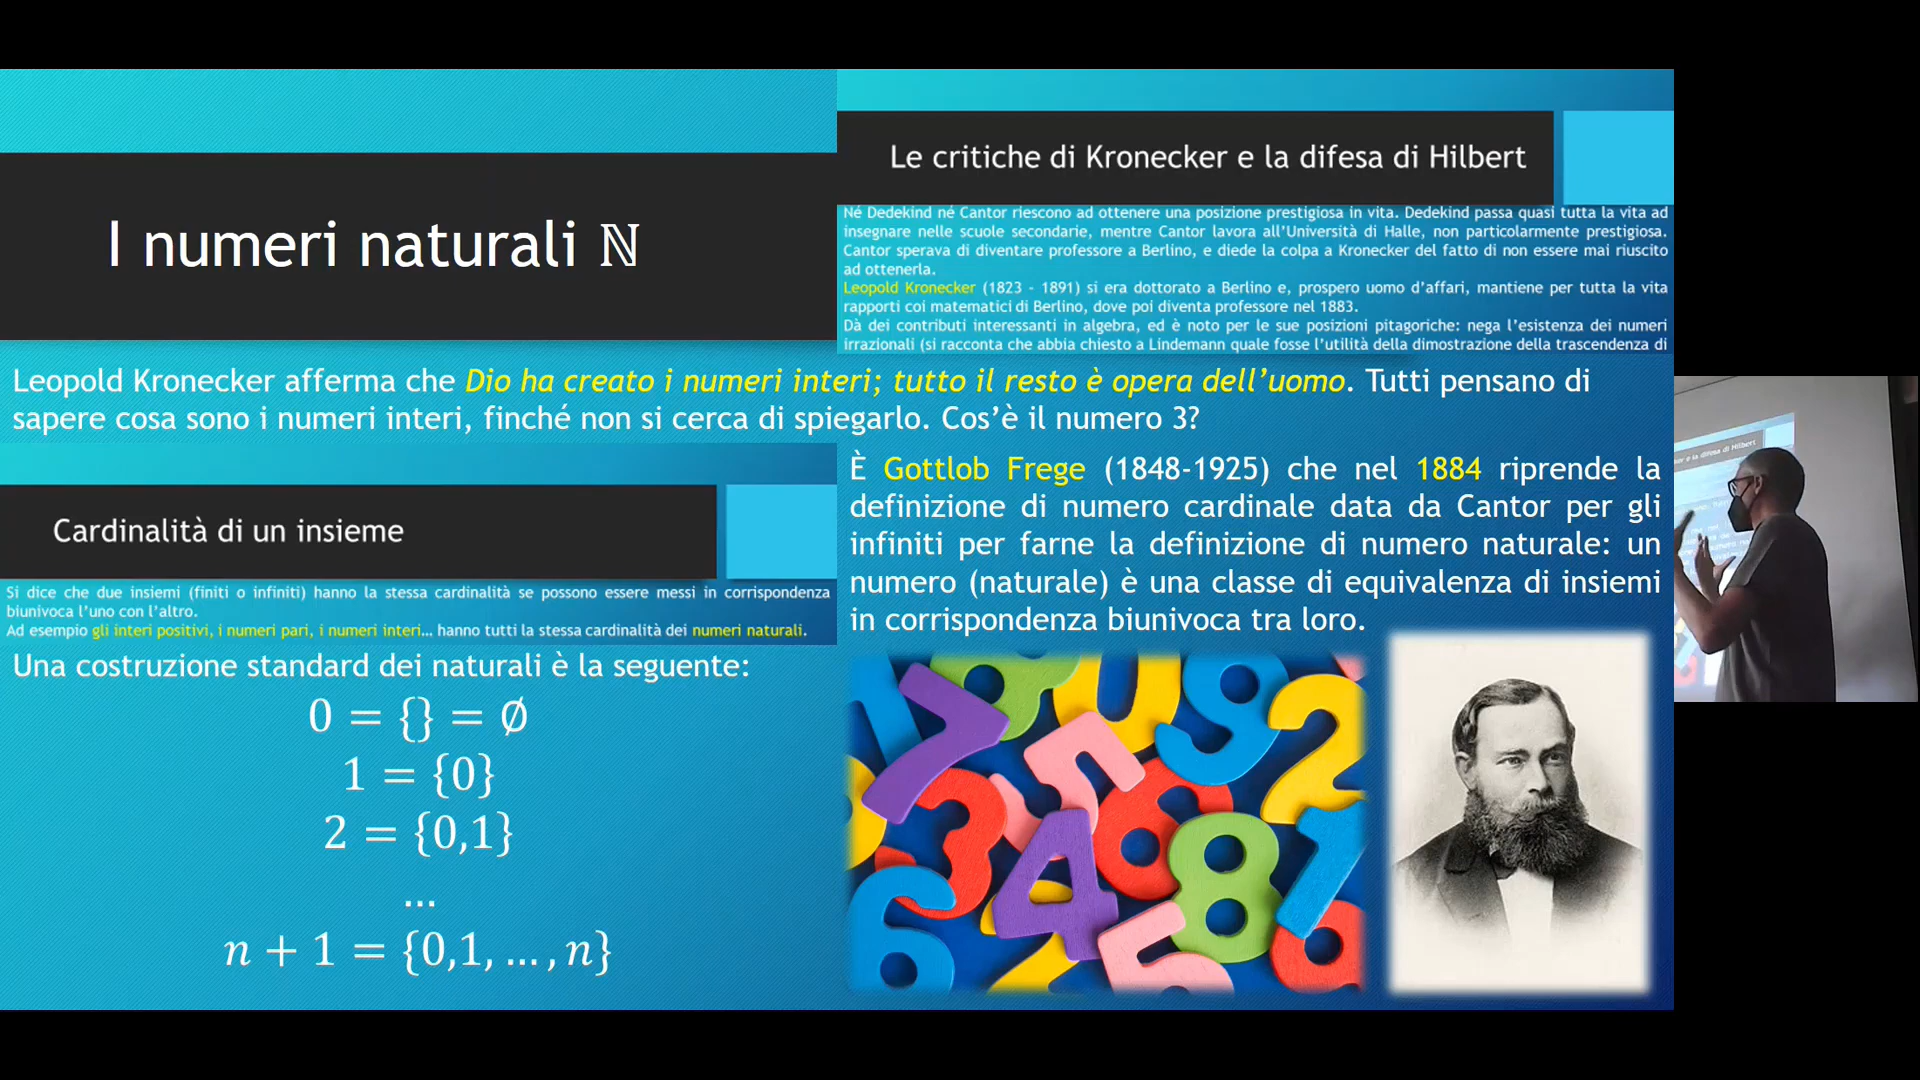 I numeri naturali ℕ
Le critiche di Kronecker e la difesa di Hilbert
Né Dedekind né Cantor riescono ad ottenere una posizione prestigiosa in vita. Dedekind passa quasi tutta la vita ad
insegnare nelle scuole secondarie, mentre Cantor lavora all'Università di Halle, non particolarmente prestigiosa.
Cantor sperava di diventare professore a Berlino, e diede la colpa a Kronecker del fatto di non essere mai riuscito
ad ottenerla.
Leopold Kronecker (1823 - 1891) si era dottorato a Berlino e, prospero uomo d'affari, mantiene per tutta la vita
rapporti coi matematici di Berlino, dove poi diventa professore nel 1883.
Dà dei contributi interessanti in algebra, ed è noto per le sue posizioni pitagoriche: nega l'esistenza dei numeri
irrazionali (si racconta che abbia chiesto a Lindemann quale fosse l'utilità della dimostrazione della trascendenza di
Leopold Kronecker afferma che Dio ha creato i numeri interi; tutto il resto è opera dell'uomo. Tutti pensano di
sapere cosa sono i numeri interi, finché non si cerca di spiegarlo. Cos'è il numero 3?
Cardinalità di un insieme
Si dice che due insiemi (finiti o infiniti) hanno la stessa cardinalità se possono essere messi in corrispondenza
biunivoca l'uno con l'altro.
Ad esempio gli interi positivi, i numeri pari, i numeri interi… hanno tutti la stessa cardinalità dei numeri naturali.
Una costruzione standard dei naturali è la seguente:
0 = {} = ∅
1 = {0}
2 = {0,1}
…
n + 1 = {0,1, … , n}
È Gottlob Frege (1848-1925) che nel 1884 riprende la
definizione di numero cardinale data da Cantor per gli
infiniti per farne la definizione di numero naturale: un
numero (naturale) è una classe di equivalenza di insiemi
in corrispondenza biunivoca tra loro.
7 0 9 2
5 3 6 1
4 8
6 5 9